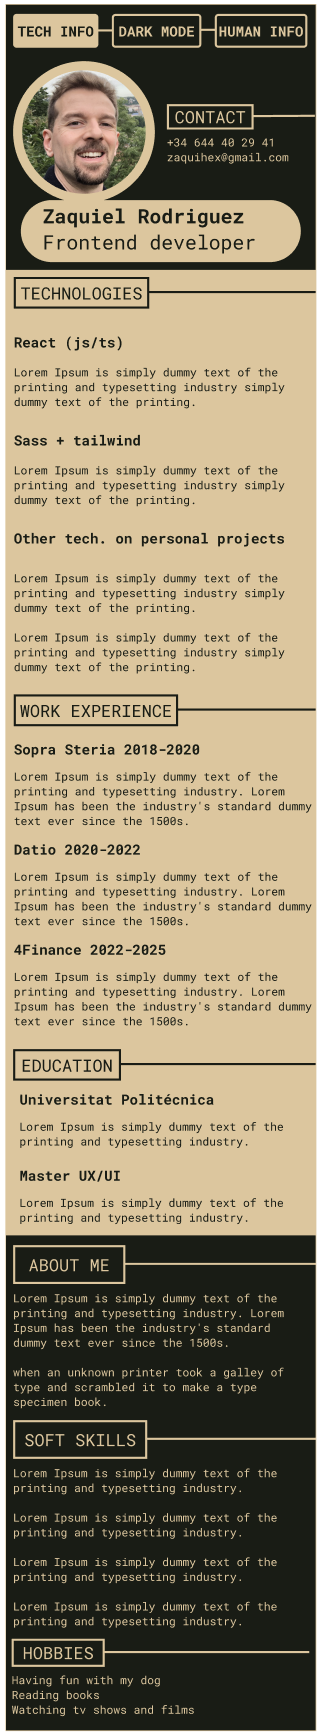 TECH INFO DARK MODE HUMAN INFO
CONTACT
+34 644 40 29 41
zaquihex@gmail.com
Zaquiel Rodriguez
Frontend developer
TECHNOLOGIES
React (js/ts)
Lorem Ipsum is simply dummy text of the
printing and typesetting industry simply
dummy text of the printing.
Sass + tailwind
Lorem Ipsum is simply dummy text of the
printing and typesetting industry simply
dummy text of the printing.
Other tech. on personal projects
Lorem Ipsum is simply dummy text of the
printing and typesetting industry simply
dummy text of the printing.
Lorem Ipsum is simply dummy text of the
printing and typesetting industry simply
dummy text of the printing.
WORK EXPERIENCE
Sopra Steria 2018-2020
Lorem Ipsum is simply dummy text of the
printing and typesetting industry. Lorem
Ipsum has been the industry's standard dummy
text ever since the 1500s.
Datio 2020-2022
Lorem Ipsum is simply dummy text of the
printing and typesetting industry. Lorem
Ipsum has been the industry's standard dummy
text ever since the 1500s.
4Finance 2022-2025
Lorem Ipsum is simply dummy text of the
printing and typesetting industry. Lorem
Ipsum has been the industry's standard dummy
text ever since the 1500s.
EDUCATION
Universitat Politécnica
Lorem Ipsum is simply dummy text of the
printing and typesetting industry.
Master UX/UI
Lorem Ipsum is simply dummy text of the
printing and typesetting industry.
ABOUT ME
Lorem Ipsum is simply dummy text of the
printing and typesetting industry. Lorem
Ipsum has been the industry's standard
dummy text ever since the 1500s.
when an unknown printer took a galley of
type and scrambled it to make a type
specimen book.
SOFT SKILLS
Lorem Ipsum is simply dummy text of the
printing and typesetting industry.
Lorem Ipsum is simply dummy text of the
printing and typesetting industry.
Lorem Ipsum is simply dummy text of the
printing and typesetting industry.
Lorem Ipsum is simply dummy text of the
printing and typesetting industry.
HOBBIES
Having fun with my dog
Reading books
Watching tv shows and films